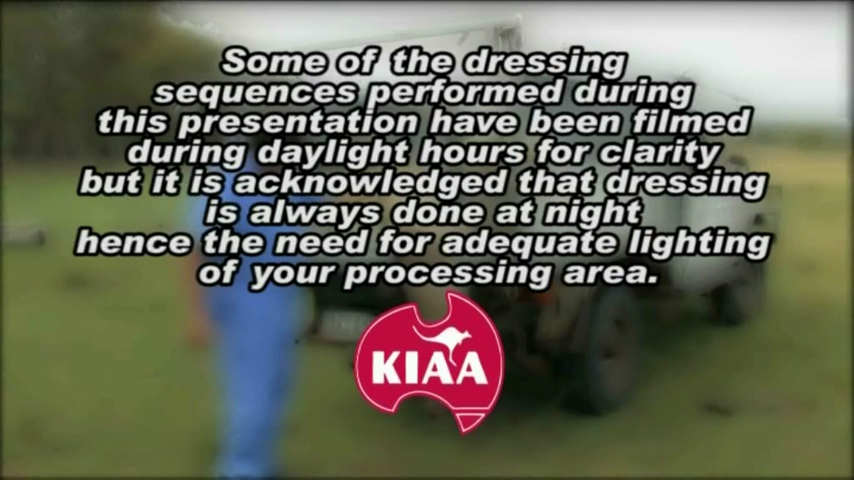 Some of the dressing
sequences performed during
this presentation have been filmed
during daylight hours for clarity
but it is acknowledged that dressing
is always done at night
hence the need for adequate lighting
of your processing area.
KIAA